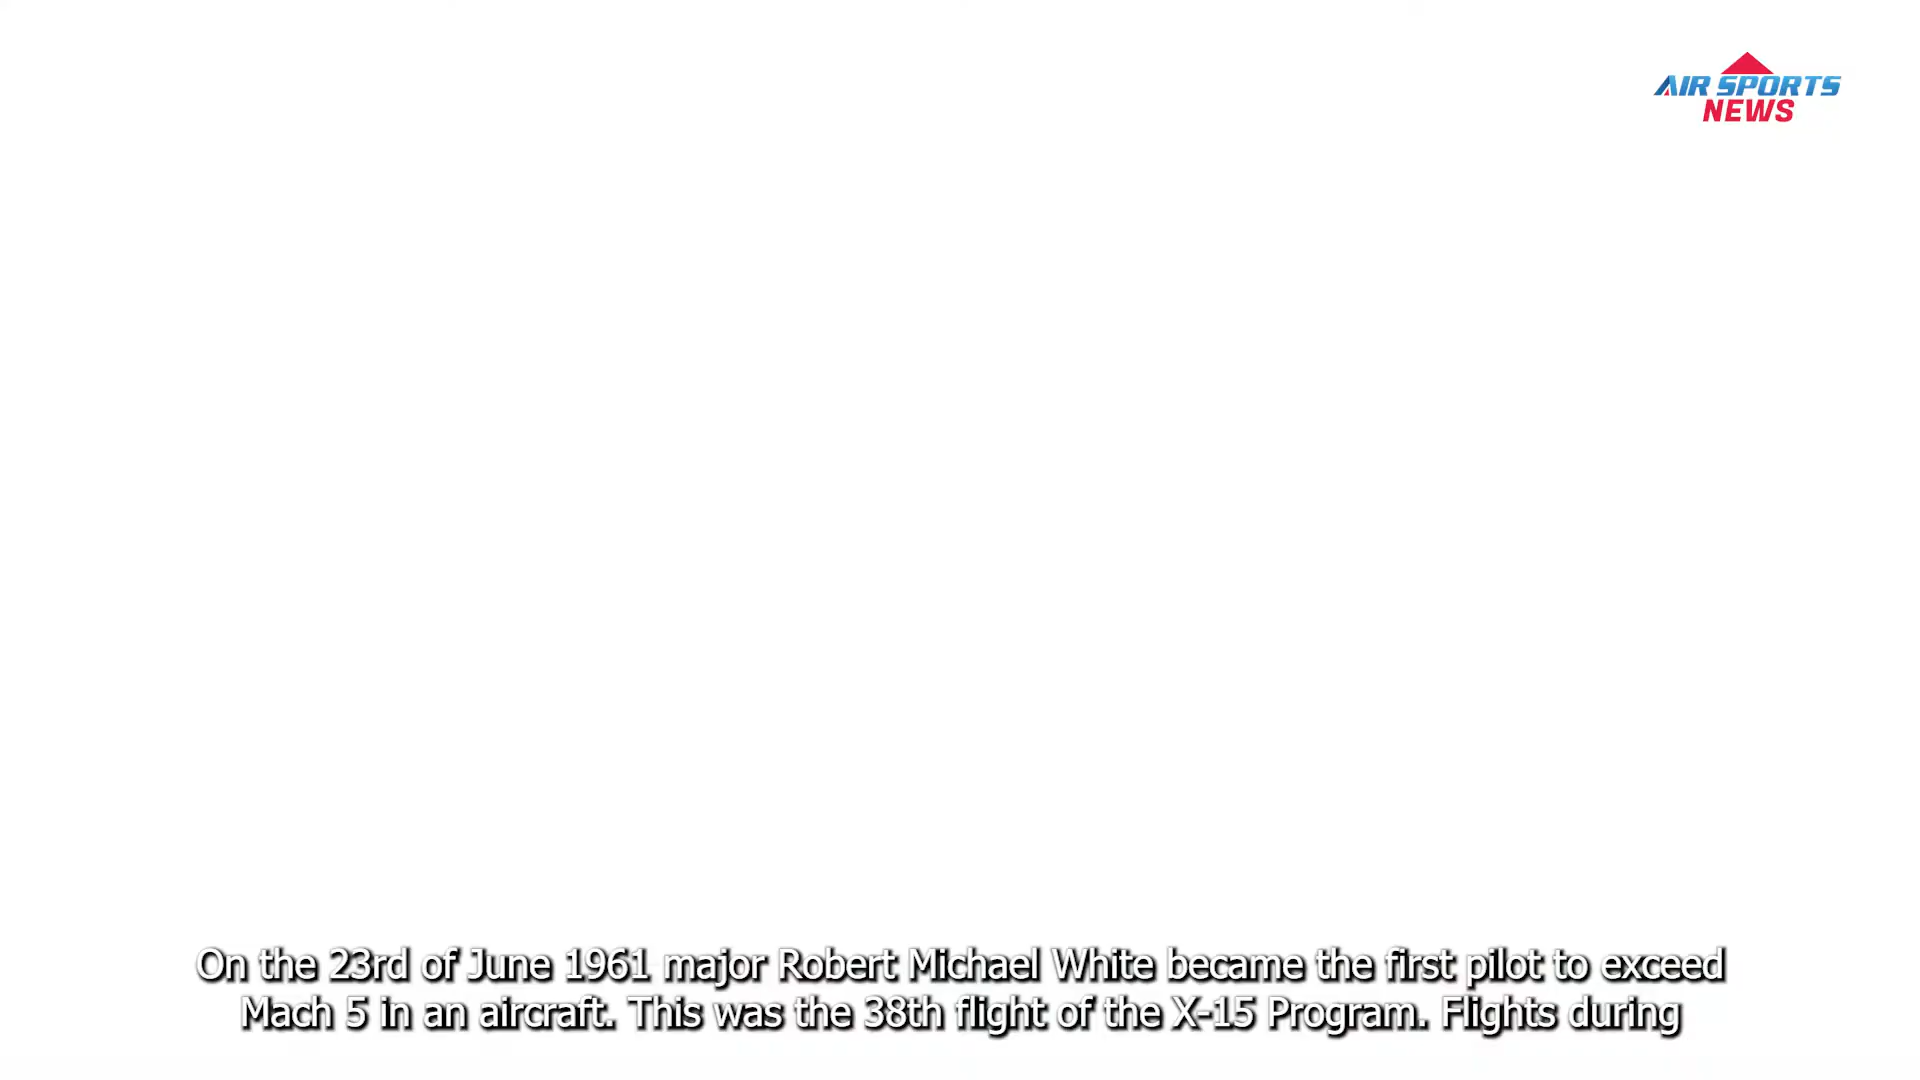 AIR SPORTS
NEWS
On the 23rd of June 1961 major Robert Michael White became the first pilot to exceed
Mach 5 in an aircraft. This was the 38th flight of the X-15 Program. Flights during